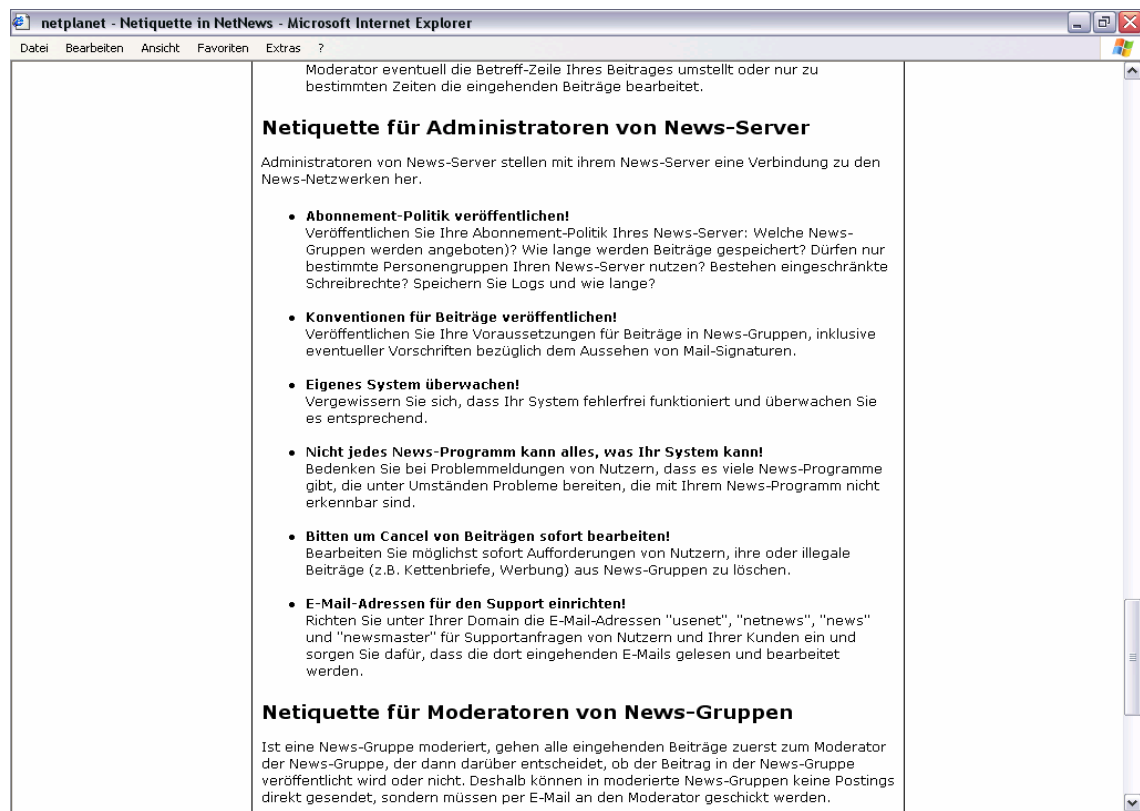 netplanet - Netiquette in NetNews - Microsoft Internet Explorer
Datei Bearbeiten Ansicht Favoriten Extras ?
Moderator eventuell die Betreff-Zeile Ihres Beitrages umstellt oder nur zu
bestimmten Zeiten die eingehenden Beiträge bearbeitet.
Netiquette für Administratoren von News-Server
Administratoren von News-Server stellen mit ihrem News-Server eine Verbindung zu den
News-Netzwerken her.
• Abonnement-Politik veröffentlichen!
Veröffentlichen Sie Ihre Abonnement-Politik Ihres News-Server: Welche News-
Gruppen werden angeboten)? Wie lange werden Beiträge gespeichert? Dürfen nur
bestimmte Personengruppen Ihren News-Server nutzen? Bestehen eingeschränkte
Schreibrechte? Speichern Sie Logs und wie lange?
• Konventionen für Beiträge veröffentlichen!
Veröffentlichen Sie Ihre Voraussetzungen für Beiträge in News-Gruppen, inklusive
eventueller Vorschriften bezüglich dem Aussehen von Mail-Signaturen.
• Eigenes System überwachen!
Vergewissern Sie sich, dass Ihr System fehlerfrei funktioniert und überwachen Sie
es entsprechend.
• Nicht jedes News-Programm kann alles, was Ihr System kann!
Bedenken Sie bei Problemmeldungen von Nutzern, dass es viele News-Programme
gibt, die unter Umständen Probleme bereiten, die mit Ihrem News-Programm nicht
erkennbar sind.
• Bitten um Cancel von Beiträgen sofort bearbeiten!
Bearbeiten Sie möglichst sofort Aufforderungen von Nutzern, ihre oder illegale
Beiträge (z.B. Kettenbriefe, Werbung) aus News-Gruppen zu löschen.
• E-Mail-Adressen für den Support einrichten!
Richten Sie unter Ihrer Domain die E-Mail-Adressen "usenet", "netnews", "news"
und "newsmaster" für Supportanfragen von Nutzern und Ihrer Kunden ein und
sorgen Sie dafür, dass die dort eingehenden E-Mails gelesen und bearbeitet
werden.
Netiquette für Moderatoren von News-Gruppen
Ist eine News-Gruppe moderiert, gehen alle eingehenden Beiträge zuerst zum Moderator
der News-Gruppe, der dann darüber entscheidet, ob der Beitrag in der News-Gruppe
veröffentlicht wird oder nicht. Deshalb können in moderierte News-Gruppen keine Postings
direkt gesendet, sondern müssen per E-Mail an den Moderator geschickt werden.